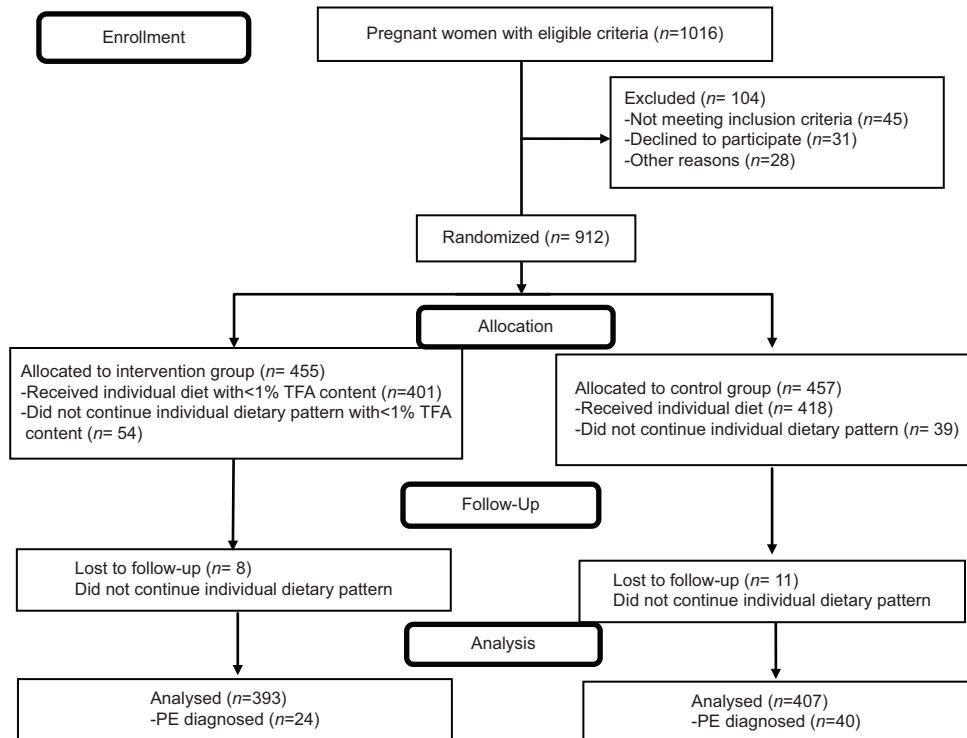 Enrollment
Pregnant women with eligible criteria (n=1016)
Excluded (n= 104)
-Not meeting inclusion criteria (n=45)
-Declined to participate (n=31)
-Other reasons (n=28)
Randomized (n= 912)
Allocation
Allocated to intervention group (n= 455)
-Received individual diet with<1% TFA content (n=401)
-Did not continue individual dietary pattern with<1% TFA
content (n= 54)
Allocated to control group (n= 457)
-Received individual diet (n= 418)
-Did not continue individual dietary pattern (n= 39)
Follow-Up
Lost to follow-up (n= 8)
Did not continue individual dietary pattern
Lost to follow-up (n= 11)
Did not continue individual dietary pattern
Analysis
Analysed (n=393)
-PE diagnosed (n=24)
Analysed (n=407)
-PE diagnosed (n=40)